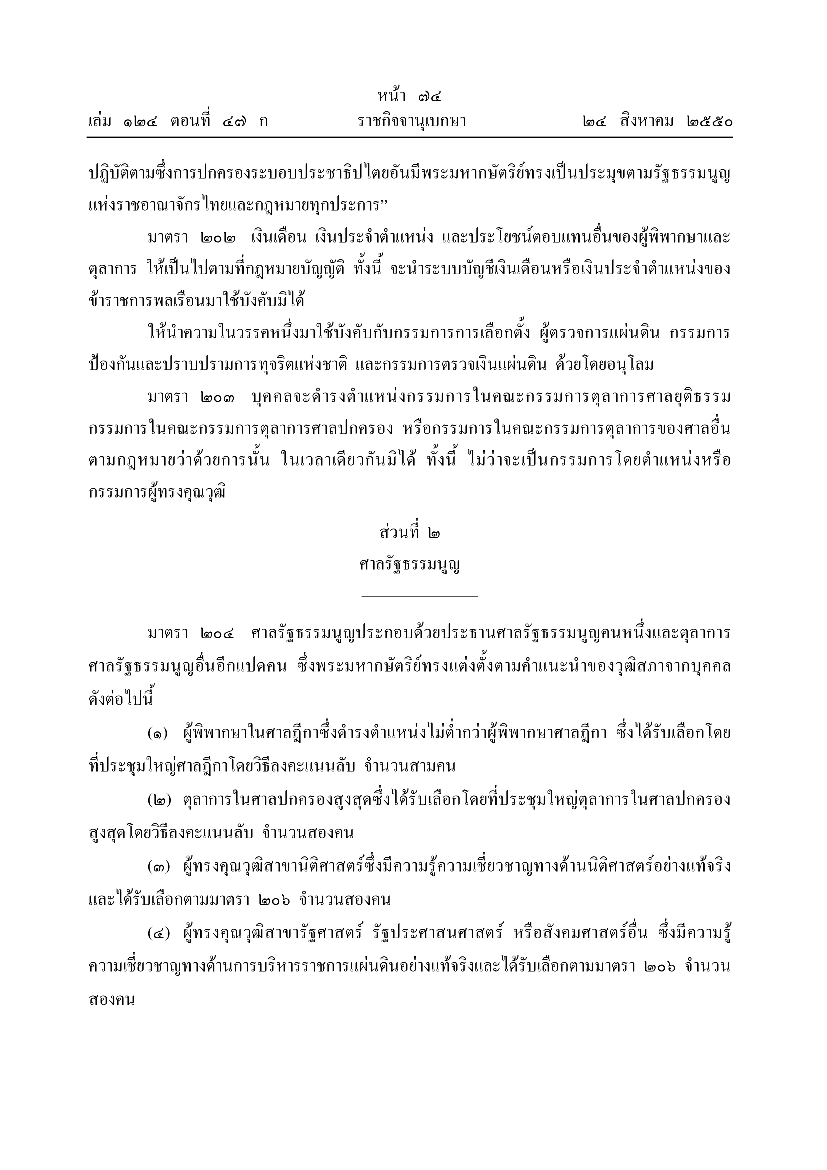 หน้า ๗๔
เล่ม ๑๒๔ ตอนที่ ๔๗ ก ราชกิจจานุเบกษา ๒๔ สิงหาคม ๒๕๕๐
ปฏิบัติตามซึ่งการปกครองระบอบประชาธิปไตยอันมีพระมหากษัตริย์ทรงเป็นประมุขตามรัฐธรรมนูญ
แห่งราชอาณาจักรไทยและกฎหมายทุกประการ”
มาตรา ๒๐๒ เงินเดือน เงินประจำตำแหน่ง และประโยชน์ตอบแทนอื่นของผู้พิพากษาและ
ตุลาการ ให้เป็นไปตามที่กฎหมายบัญญัติ ทั้งนี้ จะนำระบบบัญชีเงินเดือนหรือเงินประจำตำแหน่งของ
ข้าราชการพลเรือนมาใช้บังคับมิได้
ให้นำความในวรรคหนึ่งมาใช้บังคับกับกรรมการการเลือกตั้ง ผู้ตรวจการแผ่นดิน กรรมการ
ป้องกันและปราบปรามการทุจริตแห่งชาติ และกรรมการตรวจเงินแผ่นดิน ด้วยโดยอนุโลม
มาตรา ๒๐๓ บุคคลจะดำรงตำแหน่งกรรมการในคณะกรรมการตุลาการศาลยุติธรรม
กรรมการในคณะกรรมการตุลาการศาลปกครอง หรือกรรมการในคณะกรรมการตุลาการของศาลอื่น
ตามกฎหมายว่าด้วยการนั้น ในเวลาเดียวกันมิได้ ทั้งนี้ ไม่ว่าจะเป็นกรรมการโดยตำแหน่งหรือ
กรรมการผู้ทรงคุณวุฒิ
ส่วนที่ ๒
ศาลรัฐธรรมนูญ
มาตรา ๒๐๔ ศาลรัฐธรรมนูญประกอบด้วยประธานศาลรัฐธรรมนูญคนหนึ่งและตุลาการ
ศาลรัฐธรรมนูญอื่นอีกแปดคน ซึ่งพระมหากษัตริย์ทรงแต่งตั้งตามคำแนะนำของวุฒิสภาจากบุคคล
ดังต่อไปนี้
(๑) ผู้พิพากษาในศาลฎีกาซึ่งดำรงตำแหน่งไม่ต่ำกว่าผู้พิพากษาศาลฎีกา ซึ่งได้รับเลือกโดย
ที่ประชุมใหญ่ศาลฎีกาโดยวิธีลงคะแนนลับ จำนวนสามคน
(๒) ตุลาการในศาลปกครองสูงสุดซึ่งได้รับเลือกโดยที่ประชุมใหญ่ตุลาการในศาลปกครอง
สูงสุดโดยวิธีลงคะแนนลับ จำนวนสองคน
(๓) ผู้ทรงคุณวุฒิสาขานิติศาสตร์ซึ่งมีความรู้ความเชี่ยวชาญทางด้านนิติศาสตร์อย่างแท้จริง
และได้รับเลือกตามมาตรา ๒๐๖ จำนวนสองคน
(๔) ผู้ทรงคุณวุฒิสาขารัฐศาสตร์ รัฐประศาสนศาสตร์ หรือสังคมศาสตร์อื่น ซึ่งมีความรู้
ความเชี่ยวชาญทางด้านการบริหารราชการแผ่นดินอย่างแท้จริงและได้รับเลือกตามมาตรา ๒๐๖ จำนวน
สองคน